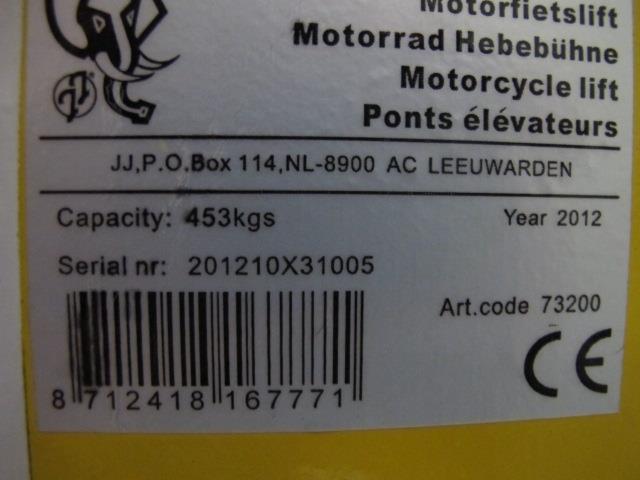 Motorfietslift
Motorrad Hebebühne
Motorcycle lift
Ponts élévateurs
JJ,P.O.Box 114,NL-8900 AC LEEUWARDEN
Capacity: 453kgs Year 2012
Serial nr: 201210X31005
Art.code 73200
CE
8 712418 167771